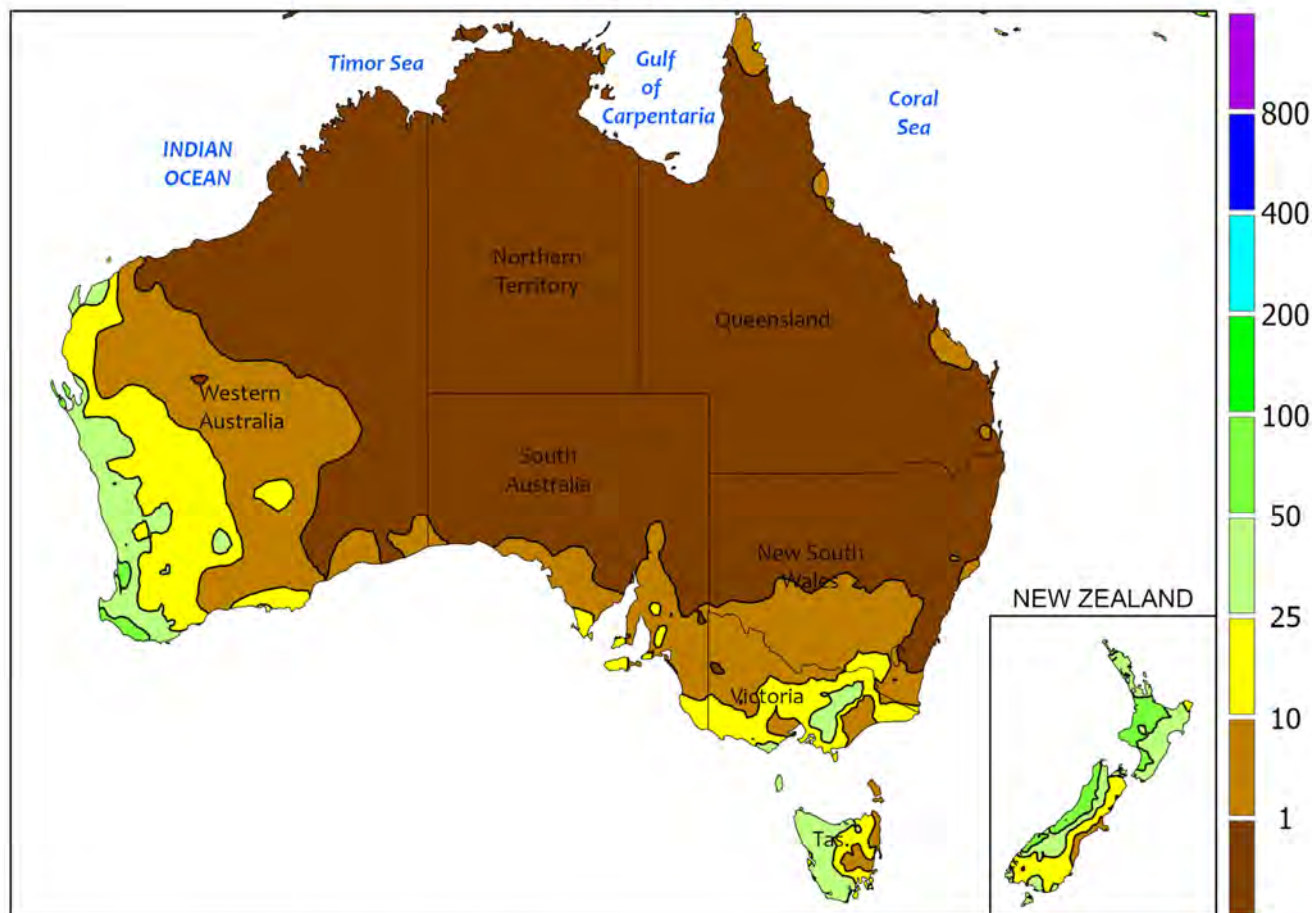 Timor Sea
Gulf
of
Carpentaria
Coral
Sea
INDIAN
OCEAN
Northern
Territory
Queensland
Western
Australia
South
Australia
New South
Wales
Victoria
Tas.
NEW ZEALAND
800
400
200
100
50
25
10
1